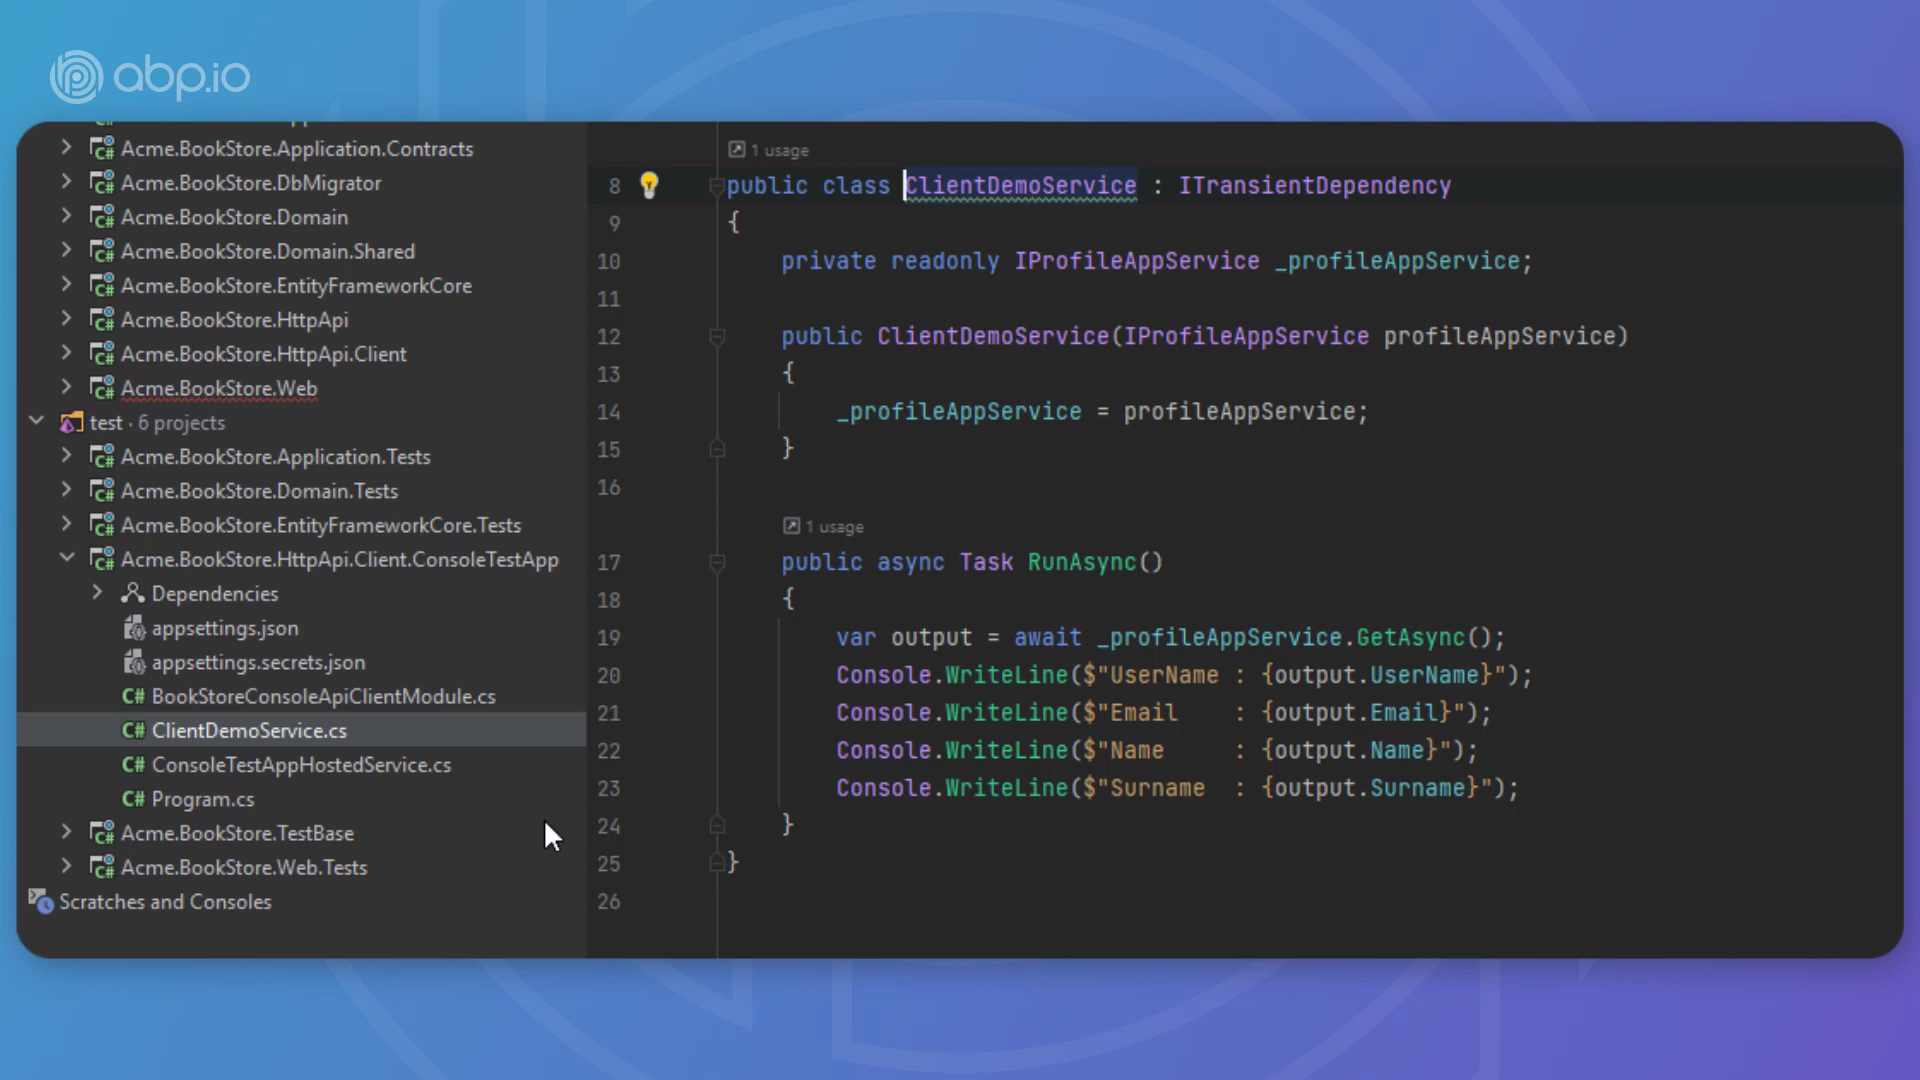 abp.io
Acme.BookStore.Application.Contracts
Acme.BookStore.DbMigrator
Acme.BookStore.Domain
Acme.BookStore.Domain.Shared
Acme.BookStore.EntityFrameworkCore
Acme.BookStore.HttpApi
Acme.BookStore.HttpApi.Client
Acme.BookStore.Web
test · 6 projects
Acme.BookStore.Application.Tests
Acme.BookStore.Domain.Tests
Acme.BookStore.EntityFrameworkCore.Tests
Acme.BookStore.HttpApi.Client.ConsoleTestApp
Dependencies
appsettings.json
appsettings.secrets.json
C# BookStoreConsoleApiClientModule.cs
C# ClientDemoService.cs
C# ConsoleTestAppHostedService.cs
C# Program.cs
Acme.BookStore.TestBase
Acme.BookStore.Web.Tests
Scratches and Consoles
1 usage
8 public class ClientDemoService : ITransientDependency
9 {
10 private readonly IProfileAppService _profileAppService;
11
12 public ClientDemoService(IProfileAppService profileAppService)
13 {
14 _profileAppService = profileAppService;
15 }
16
1 usage
17 public async Task RunAsync()
18 {
19 var output = await _profileAppService.GetAsync();
20 Console.WriteLine($"UserName : {output.UserName}");
21 Console.WriteLine($"Email    : {output.Email}");
22 Console.WriteLine($"Name     : {output.Name}");
23 Console.WriteLine($"Surname  : {output.Surname}");
24 }
25 }
26